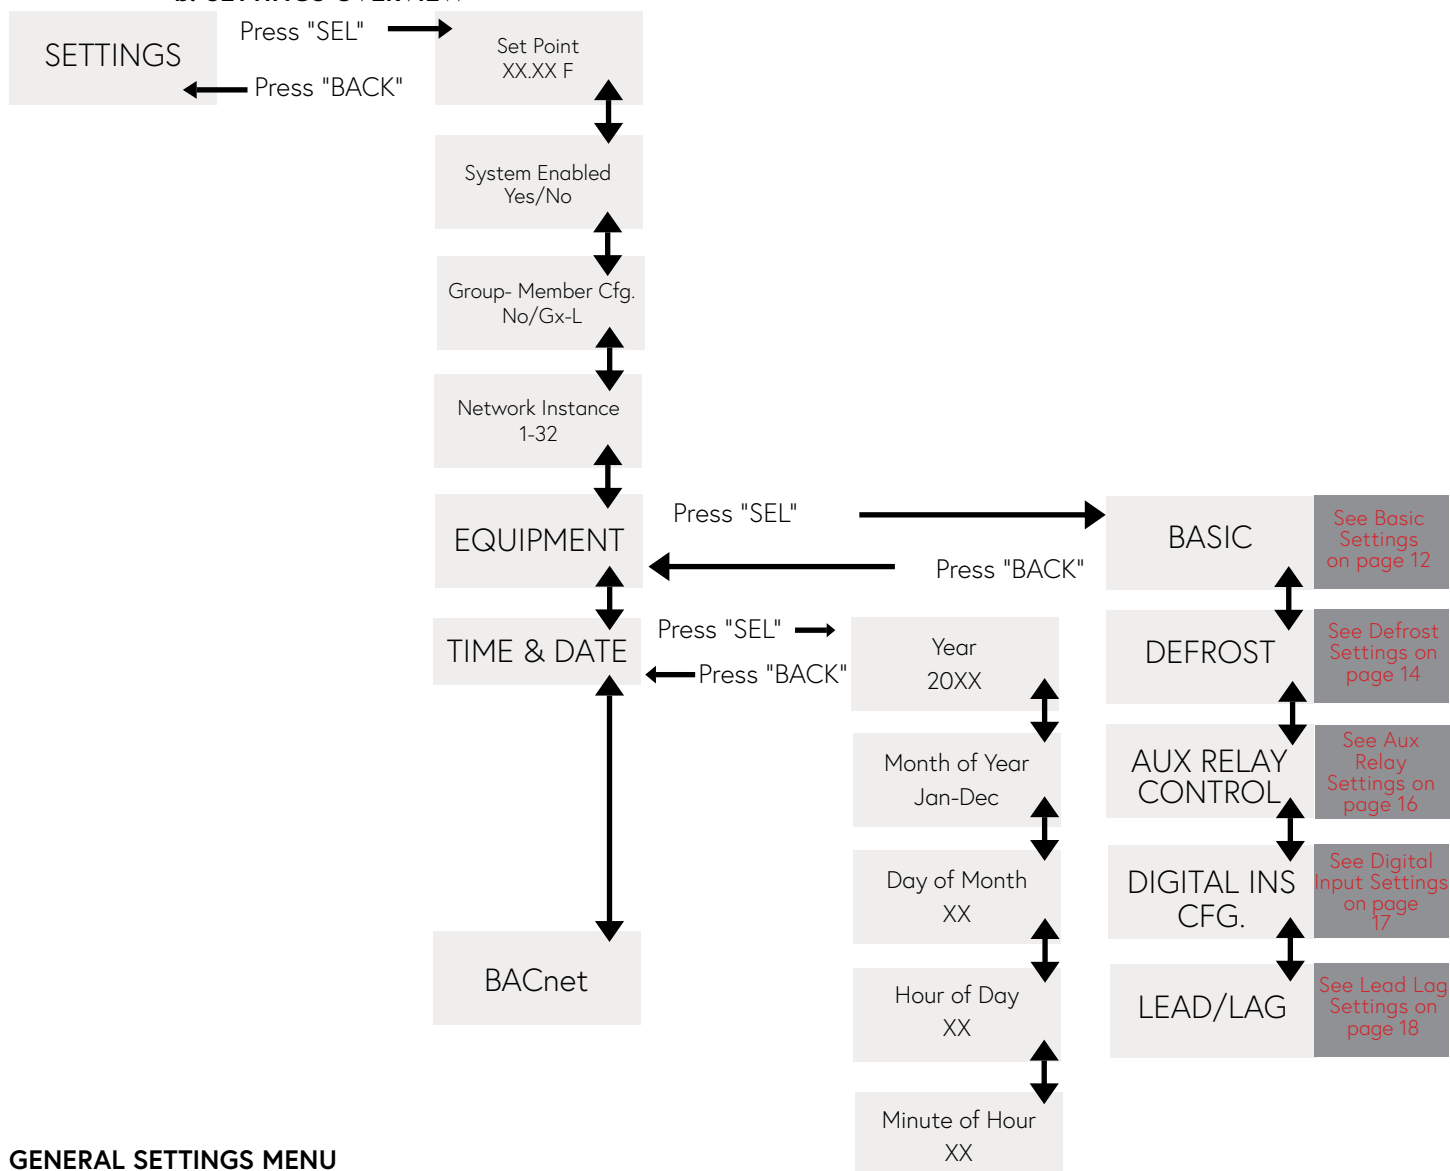 b. SETTINGS OVERVIEW
SETTINGS
Press "SEL"
Press "BACK"
Set Point
XX.XX F
System Enabled
Yes/No
Group- Member Cfg.
No/Gx-L
Network Instance
1-32
EQUIPMENT
Press "SEL"
Press "BACK"
BASIC
See Basic
Settings
on page 12
DEFROST
See Defrost
Settings on
page 14
AUX RELAY
CONTROL
See Aux
Relay
Settings on
page 16
DIGITAL INS
CFG.
See Digital
Input Settings
on page
17
LEAD/LAG
See Lead Lag
Settings on
page 18
TIME & DATE
Press "SEL"
Press "BACK"
Year
20XX
Month of Year
Jan-Dec
Day of Month
XX
Hour of Day
XX
Minute of Hour
XX
BACnet
GENERAL SETTINGS MENU